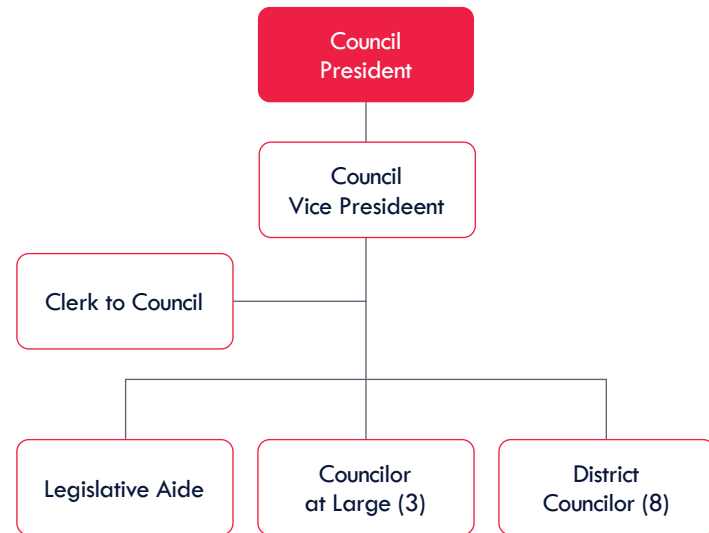 Council
President
Council
Vice Presideent
Clerk to Council
Legislative Aide
Councilor
at Large (3)
District
Councilor (8)